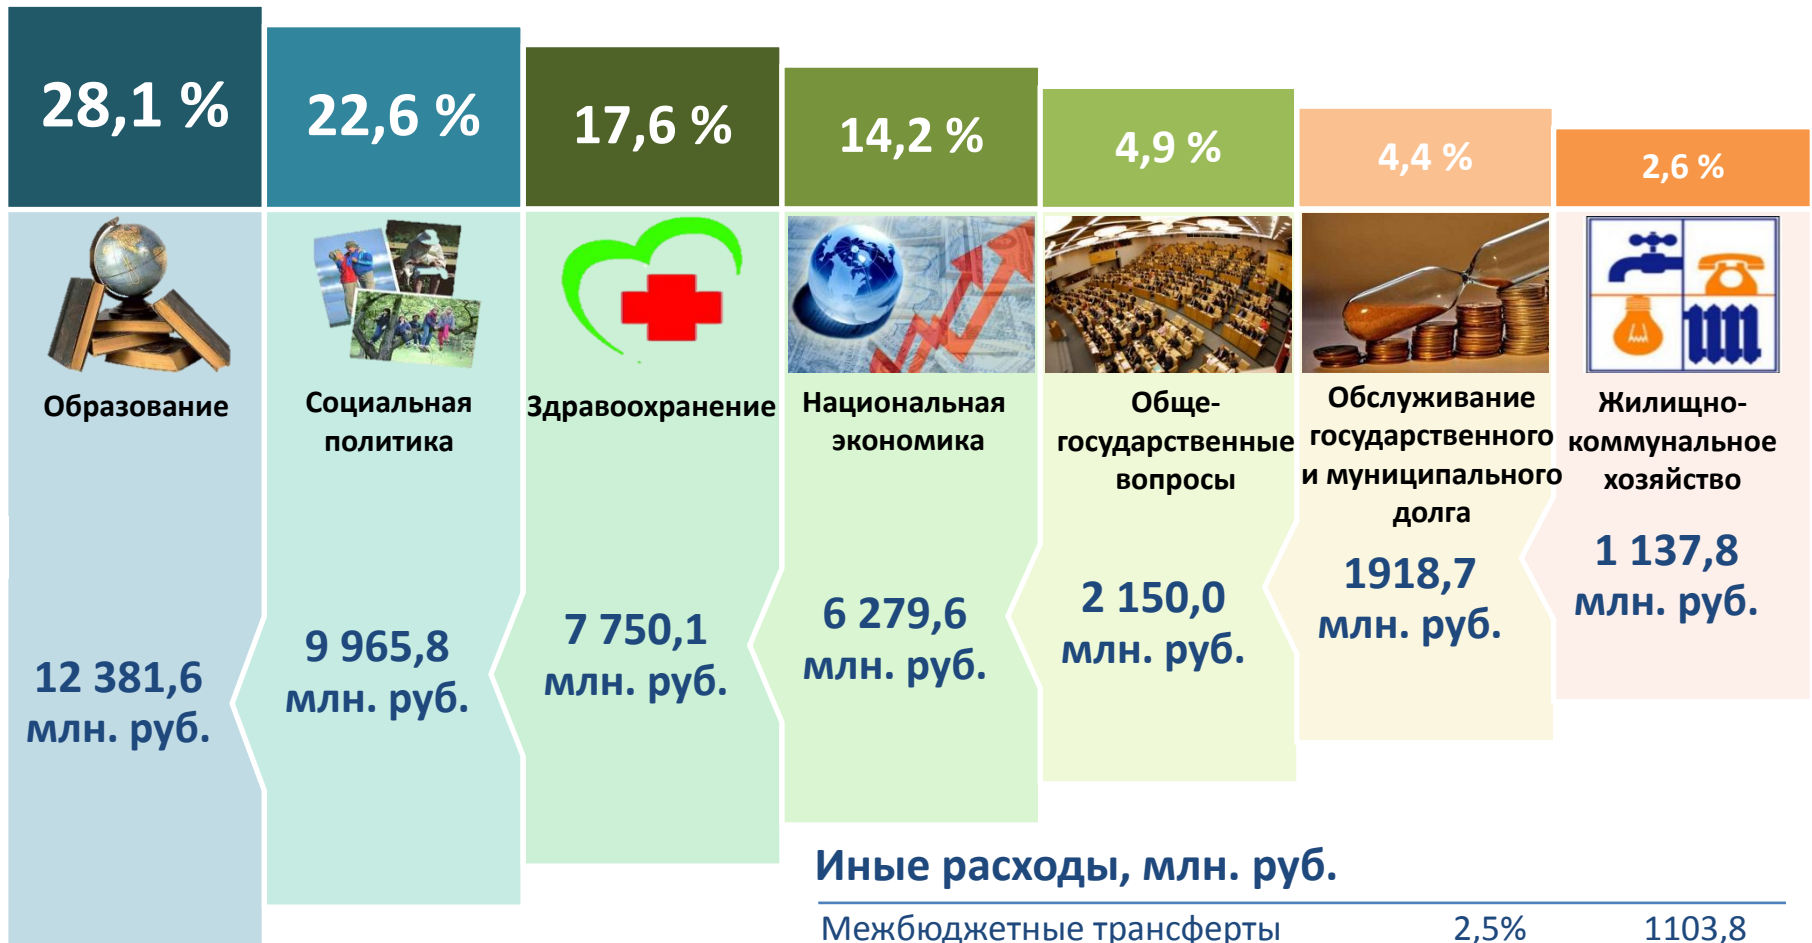 28,1 %
22,6 %
17,6 %
14,2 %
4,9 %
4,4 %
2,6 %
Образование
Социальная
политика
Здравоохранение
Национальная
экономика
Обще-
государственные
вопросы
Обслуживание
государственного
и муниципального
долга
Жилищно-
коммунальное
хозяйство
12 381,6
млн. руб.
9 965,8
млн. руб.
7 750,1
млн. руб.
6 279,6
млн. руб.
2 150,0
млн. руб.
1918,7
млн. руб.
1 137,8
млн. руб.
Иные расходы, млн. руб.
Межбюджетные трансферты 2,5% 1103,8